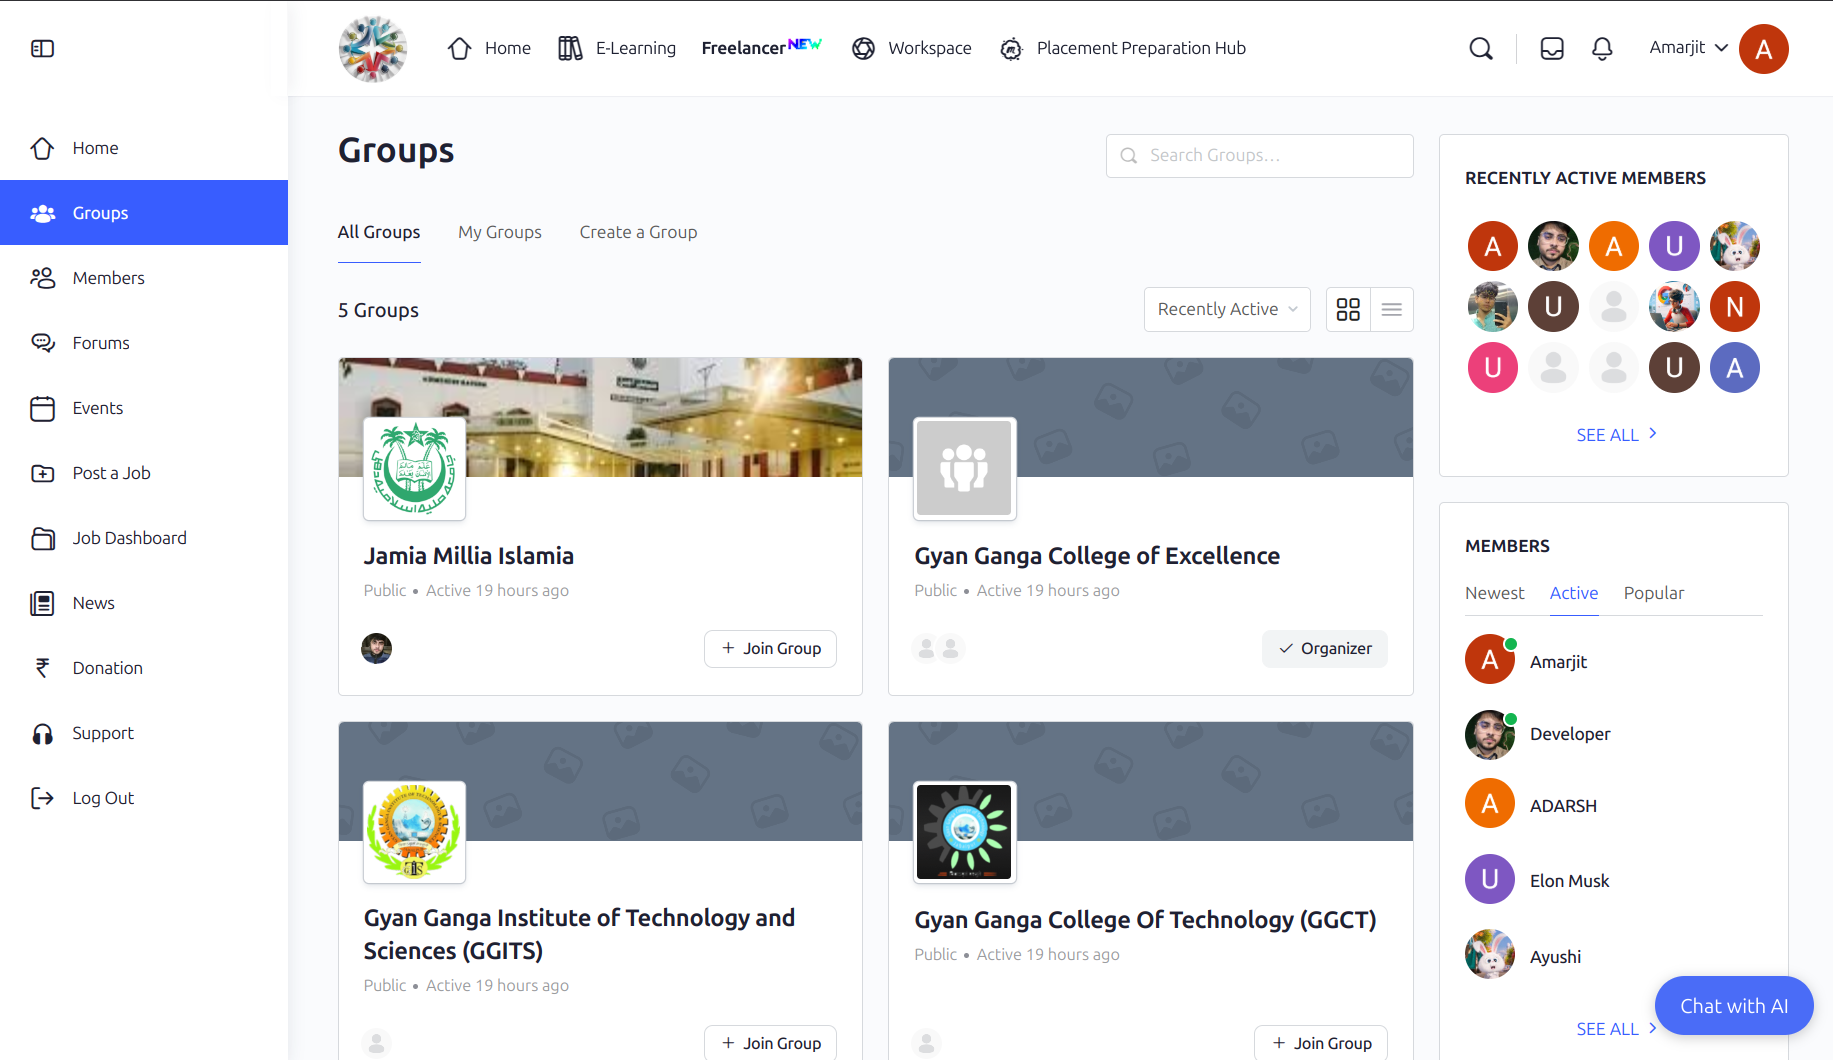 Home
E-Learning
Freelancer NEW
Workspace
Placement Preparation Hub
Amarjit
A
Home
Groups
Members
Forums
Events
Post a Job
Job Dashboard
News
Donation
Support
Log Out
Groups
Search Groups...
All Groups
My Groups
Create a Group
5 Groups
Recently Active
Jamia Millia Islamia
Public • Active 19 hours ago
+ Join Group
Gyan Ganga College of Excellence
Public • Active 19 hours ago
Organizer
Gyan Ganga Institute of Technology and
Sciences (GGITS)
Public • Active 19 hours ago
+ Join Group
Gyan Ganga College Of Technology (GGCT)
Public • Active 19 hours ago
+ Join Group
RECENTLY ACTIVE MEMBERS
A A U
U N
U U A
SEE ALL
MEMBERS
Newest Active Popular
A Amarjit
Developer
A ADARSH
U Elon Musk
Ayushi
SEE ALL
Chat with AI